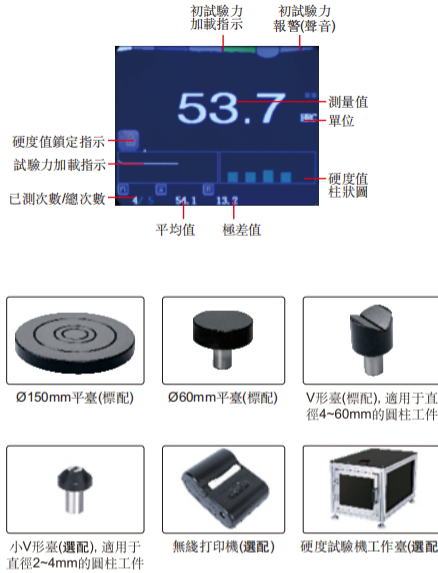 初試驗力
加載指示
初試驗力
報警(聲音)
53.7
測量值
HRC
單位
硬度值鎖定指示
試驗力加載指示
硬度值
柱狀圖
已測次數/總次數
4/5
54.1
13.2
平均值
極差值
Ø150mm平臺(標配)
Ø60mm平臺(標配)
V形臺(標配), 適用于直
徑4~60mm的圓柱工件
小V形臺(選配), 適用于
直徑2~4mm的圓柱工件
無綫打印機(選配)
硬度試驗機工作臺(選配